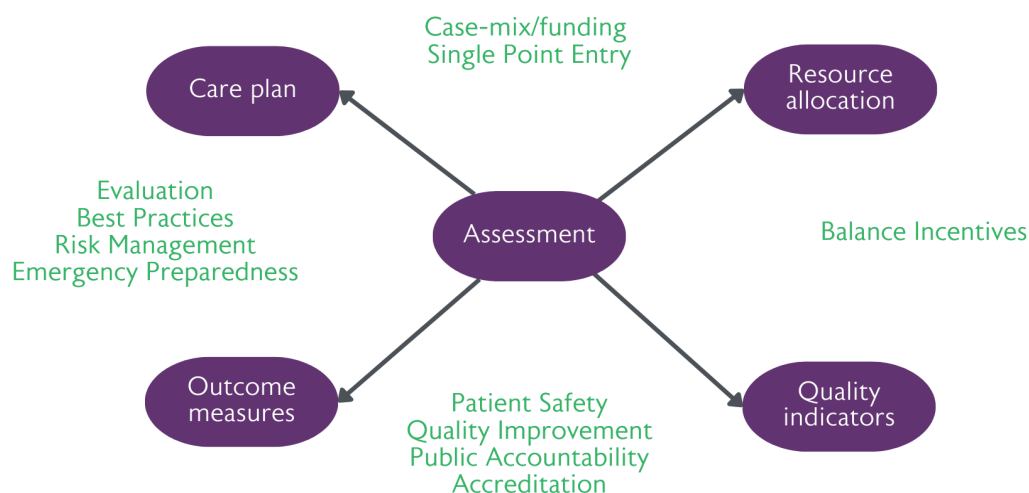 Case-mix/funding
Single Point Entry
Care plan
Resource
allocation
Evaluation
Best Practices
Risk Management
Emergency Preparedness
Assessment
Balance Incentives
Outcome
measures
Patient Safety
Quality Improvement
Public Accountability
Accreditation
Quality
indicators